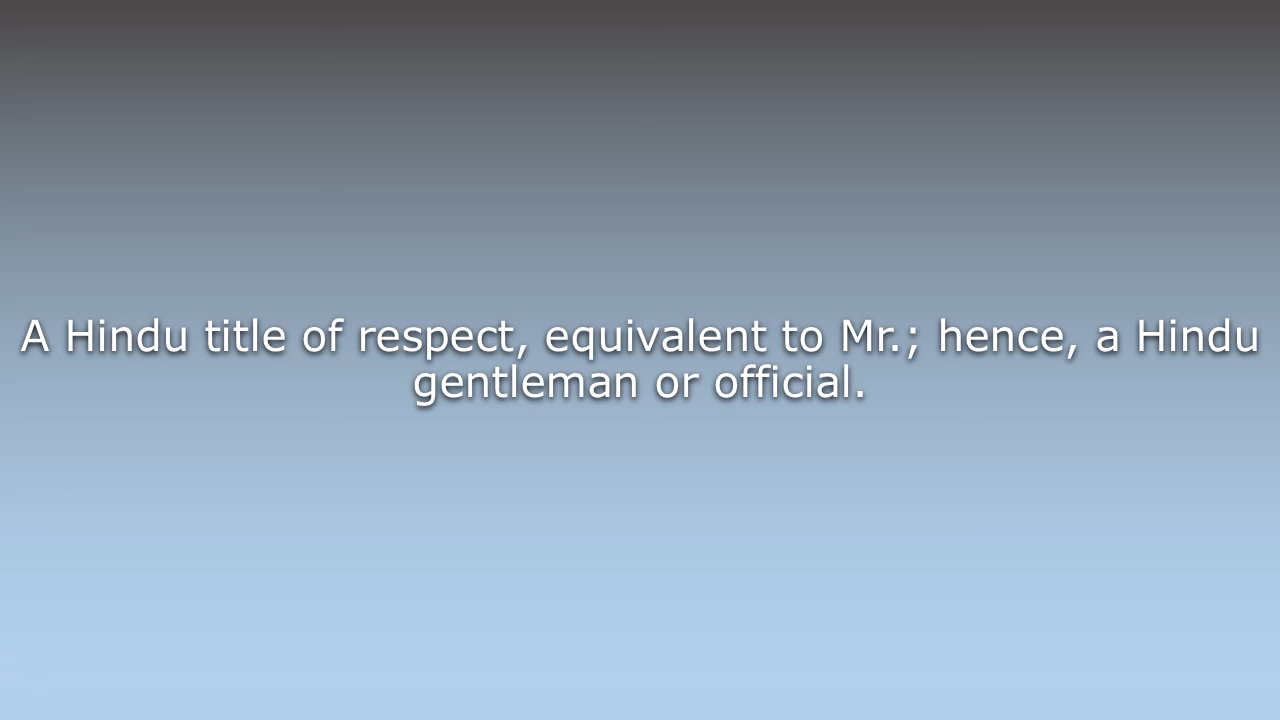 A Hindu title of respect, equivalent to Mr.; hence, a Hindu
gentleman or official.